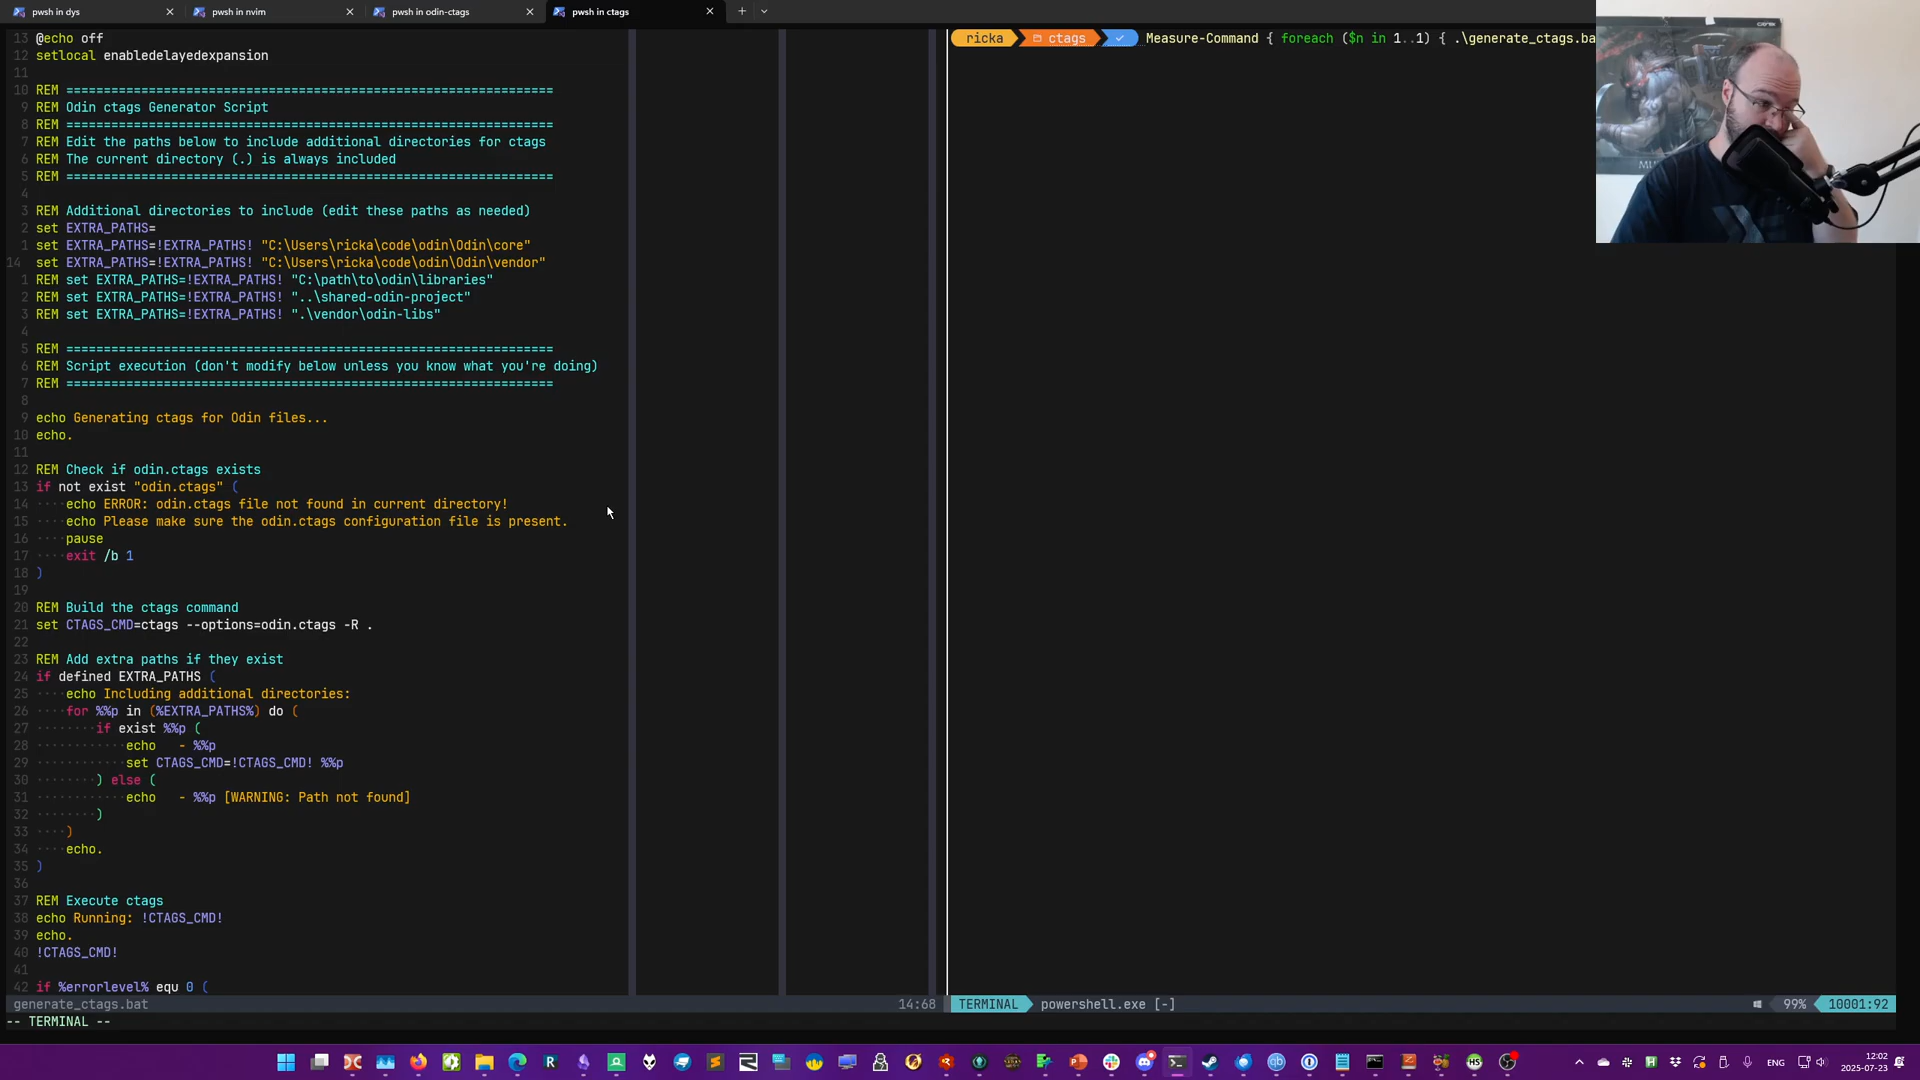 pwsh in dys
pwsh in nvim
pwsh in odin-ctags
pwsh in ctags
13 @echo off
12 setlocal enabledelayedexpansion
11
10 REM =================================================================
9 REM Odin ctags Generator Script
8 REM =================================================================
7 REM Edit the paths below to include additional directories for ctags
6 REM The current directory (.) is always included
5 REM =================================================================
4
3 REM Additional directories to include (edit these paths as needed)
2 set EXTRA_PATHS=
1 set EXTRA_PATHS=!EXTRA_PATHS! "C:\Users\ricka\code\odin\Odin\core"
14 set EXTRA_PATHS=!EXTRA_PATHS! "C:\Users\ricka\code\odin\Odin\vendor"
1 REM set EXTRA_PATHS=!EXTRA_PATHS! "C:\path\to\odin\libraries"
2 REM set EXTRA_PATHS=!EXTRA_PATHS! "..\shared-odin-project"
3 REM set EXTRA_PATHS=!EXTRA_PATHS! ".\vendor\odin-libs"
4
5 REM =================================================================
6 REM Script execution (don't modify below unless you know what you're doing)
7 REM =================================================================
8
9 echo Generating ctags for Odin files...
10 echo.
11
12 REM Check if odin.ctags exists
13 if not exist "odin.ctags" (
14 ····echo ERROR: odin.ctags file not found in current directory!
15 ····echo Please make sure the odin.ctags configuration file is present.
16 ····pause
17 ····exit /b 1
18 )
19
20 REM Build the ctags command
21 set CTAGS_CMD=ctags --options=odin.ctags -R .
22
23 REM Add extra paths if they exist
24 if defined EXTRA_PATHS (
25 ····echo Including additional directories:
26 ····for %%p in (%EXTRA_PATHS%) do (
27 ········if exist %%p (
28 ············echo   - %%p
29 ············set CTAGS_CMD=!CTAGS_CMD! %%p
30 ········) else (
31 ············echo   - %%p [WARNING: Path not found]
32 ········)
33 ····)
34 ····echo.
35 )
36
37 REM Execute ctags
38 echo Running: !CTAGS_CMD!
39 echo.
40 !CTAGS_CMD!
41
42 if %errorlevel% equ 0 (
generate_ctags.bat 14:68
-- TERMINAL --
ricka ctags ✓ Measure-Command { foreach ($n in 1..1) { .\generate_ctags.ba
TERMINAL powershell.exe [-] 99% 10001:92
ENG
12:02
2025-07-23